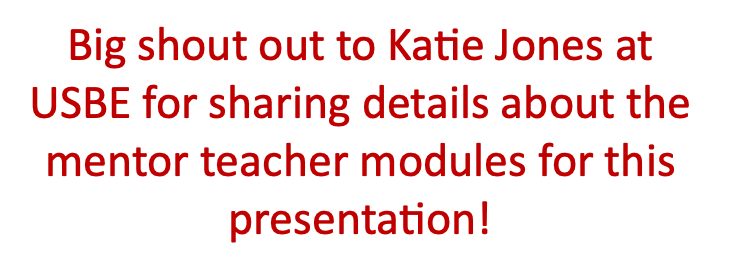 Big shout out to Katie Jones at
USBE for sharing details about the
mentor teacher modules for this
presentation!